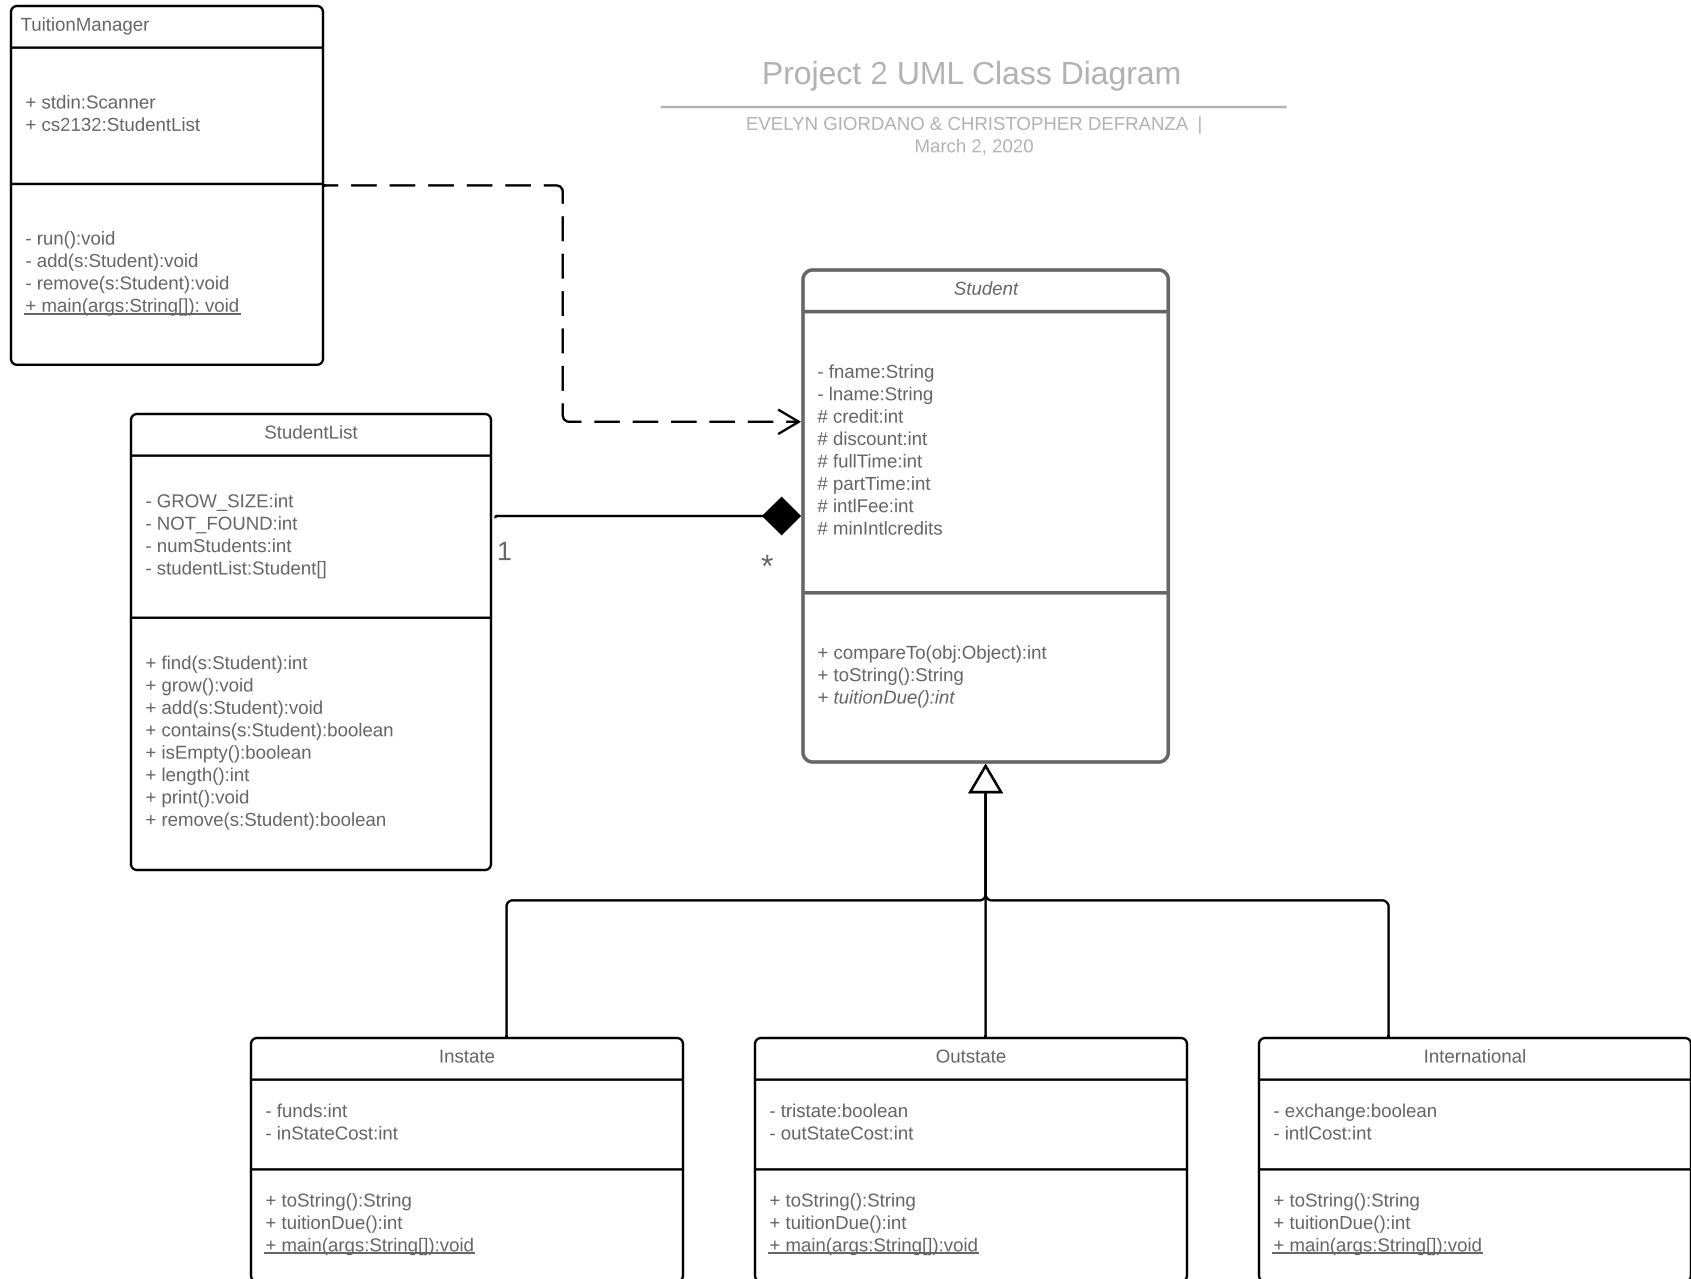 TuitionManager
+ stdin:Scanner
+ cs2132:StudentList
- run():void
- add(s:Student):void
- remove(s:Student):void
+ main(args:String[]): void
Project 2 UML Class Diagram
EVELYN GIORDANO & CHRISTOPHER DEFRANZA |
March 2, 2020
StudentList
- GROW_SIZE:int
- NOT_FOUND:int
- numStudents:int
- studentList:Student[]
+ find(s:Student):int
+ grow():void
+ add(s:Student):void
+ contains(s:Student):boolean
+ isEmpty():boolean
+ length():int
+ print():void
+ remove(s:Student):boolean
1
*
Student
- fname:String
- lname:String
# credit:int
# discount:int
# fullTime:int
# partTime:int
# intlFee:int
# minIntlcredits
+ compareTo(obj:Object):int
+ toString():String
+ tuitionDue():int
Instate
- funds:int
- inStateCost:int
+ toString():String
+ tuitionDue():int
+ main(args:String[]):void
Outstate
- tristate:boolean
- outStateCost:int
+ toString():String
+ tuitionDue():int
+ main(args:String[]):void
International
- exchange:boolean
- intlCost:int
+ toString():String
+ tuitionDue():int
+ main(args:String[]):void